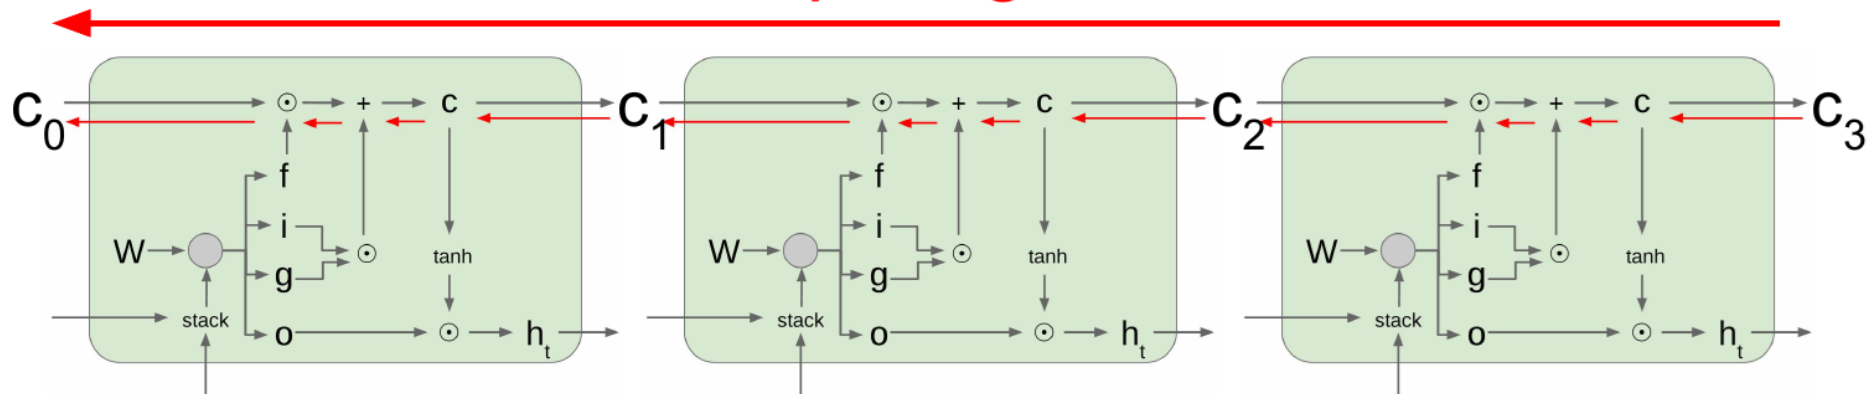 C0 ⊙ + c C1 ⊙ + c C2 ⊙ + c C3
f f f
i i i
W ⊙ tanh W ⊙ tanh W ⊙ tanh
g g g
stack o ⊙ ht stack o ⊙ ht stack o ⊙ ht